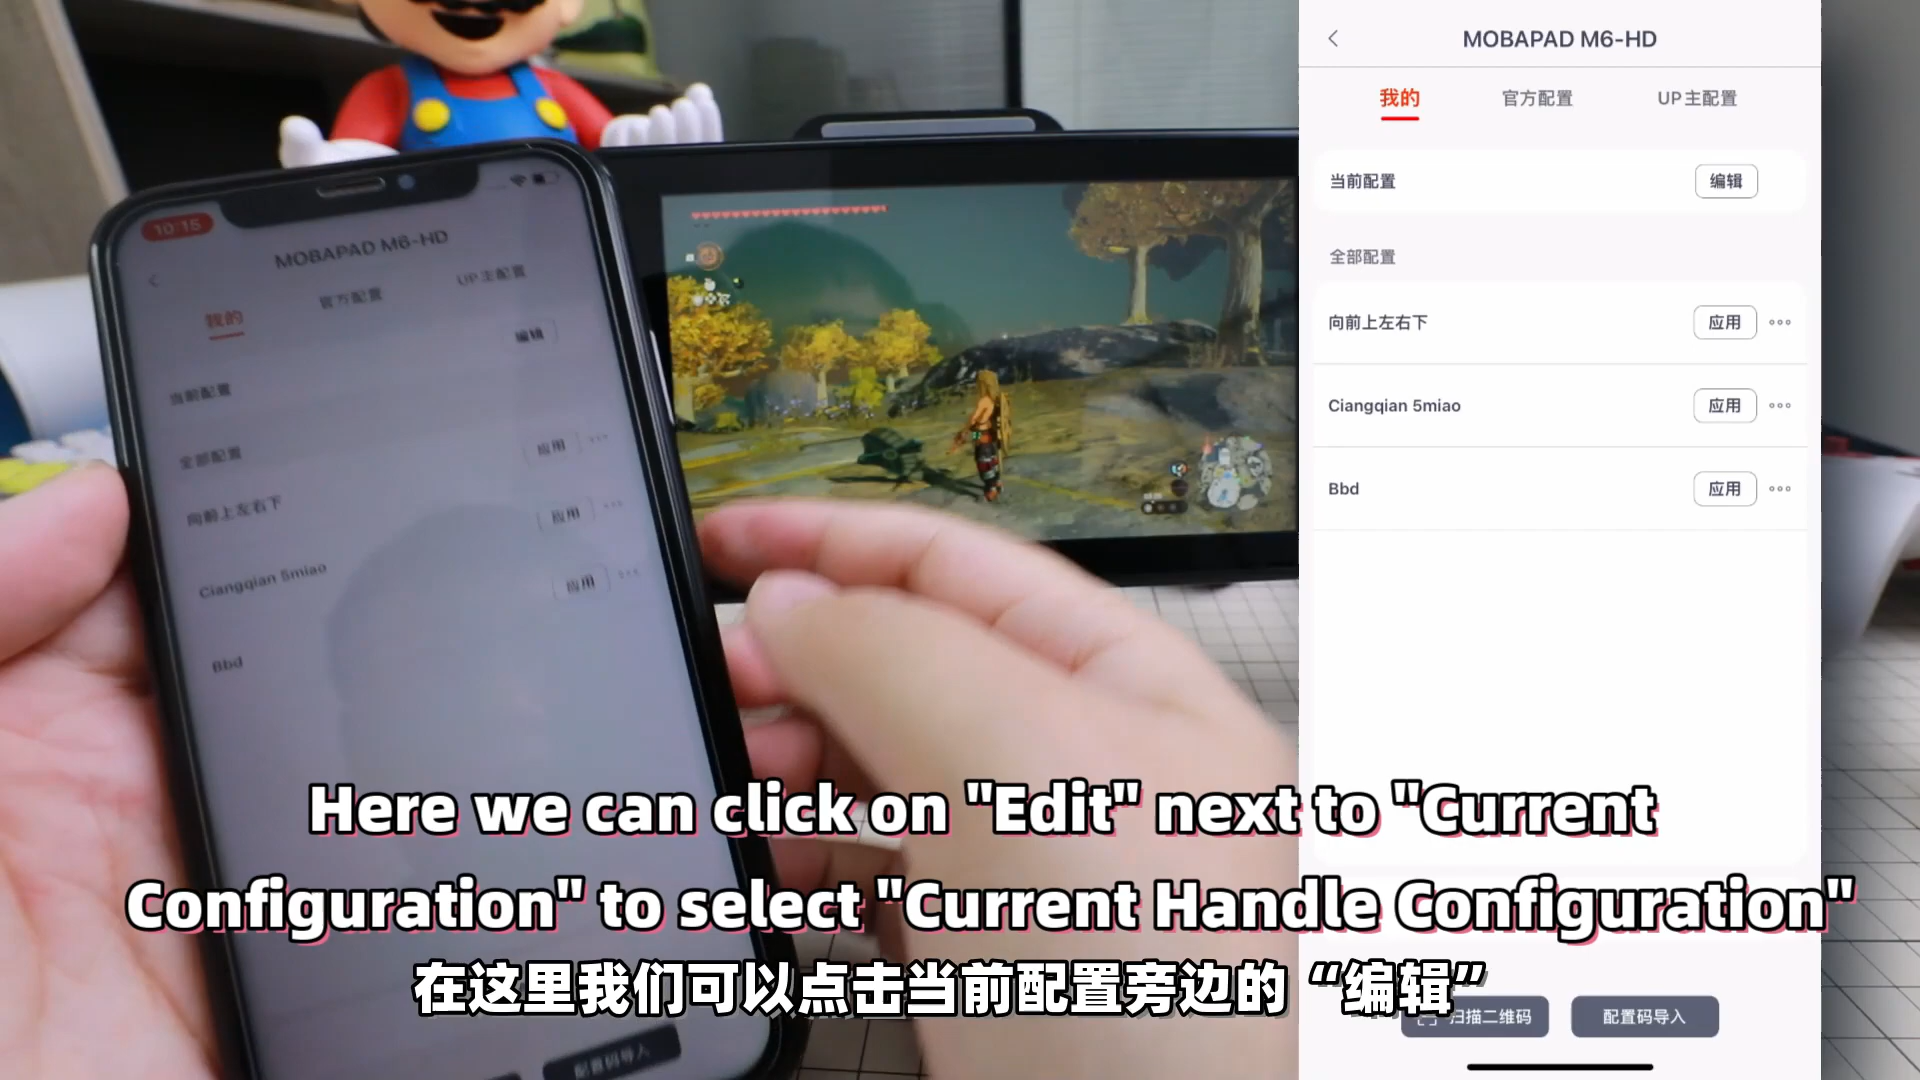 10:15
MOBAPAD M6-HD
我的
官方配置
UP主配置
编辑
当前配置
全部配置
应用
向前上左右下
应用
Ciangqian 5miao
应用
Bbd
配置码导入
MOBAPAD M6-HD
我的
官方配置
UP主配置
当前配置
编辑
全部配置
向前上左右下
应用
Ciangqian 5miao
应用
Bbd
应用
Here we can click on "Edit" next to "Current
Configuration" to select "Current Handle Configuration"
在这里我们可以点击当前配置旁边的“编辑”
扫描二维码
配置码导入